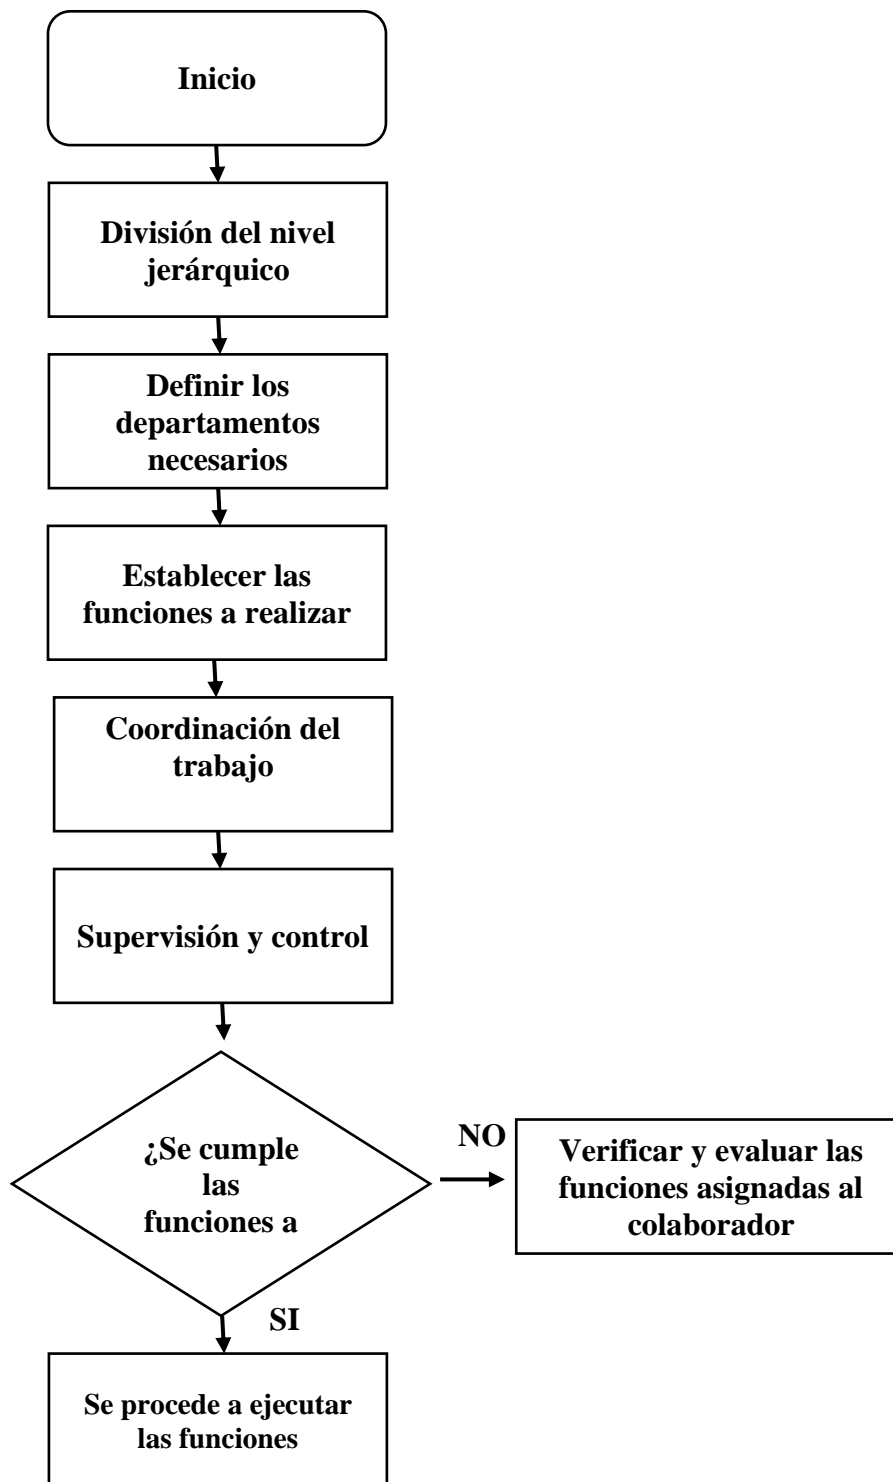 Inicio
División del nivel
jerárquico
Definir los
departamentos
necesarios
Establecer las
funciones a realizar
Coordinación del
trabajo
Supervisión y control
¿Se cumple
las
funciones a
NO
Verificar y evaluar las
funciones asignadas al
colaborador
SI
Se procede a ejecutar
las funciones